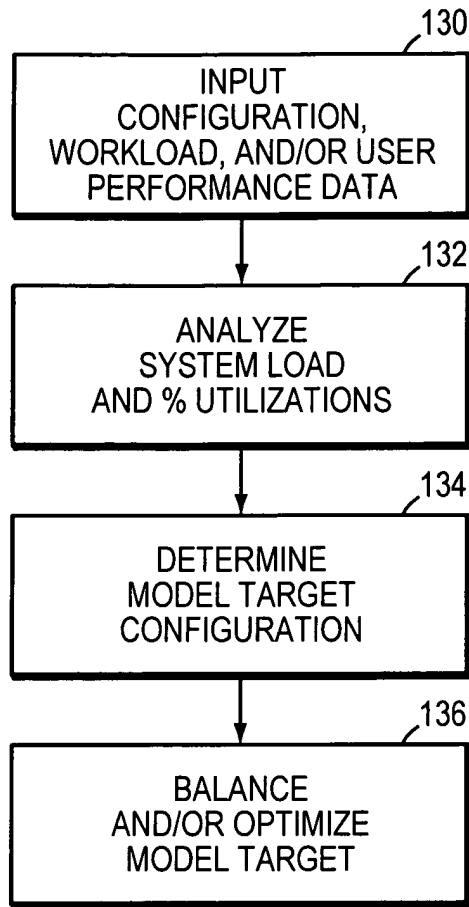 130
INPUT
CONFIGURATION,
WORKLOAD, AND/OR USER
PERFORMANCE DATA
132
ANALYZE
SYSTEM LOAD
AND % UTILIZATIONS
134
DETERMINE
MODEL TARGET
CONFIGURATION
136
BALANCE
AND/OR OPTIMIZE
MODEL TARGET